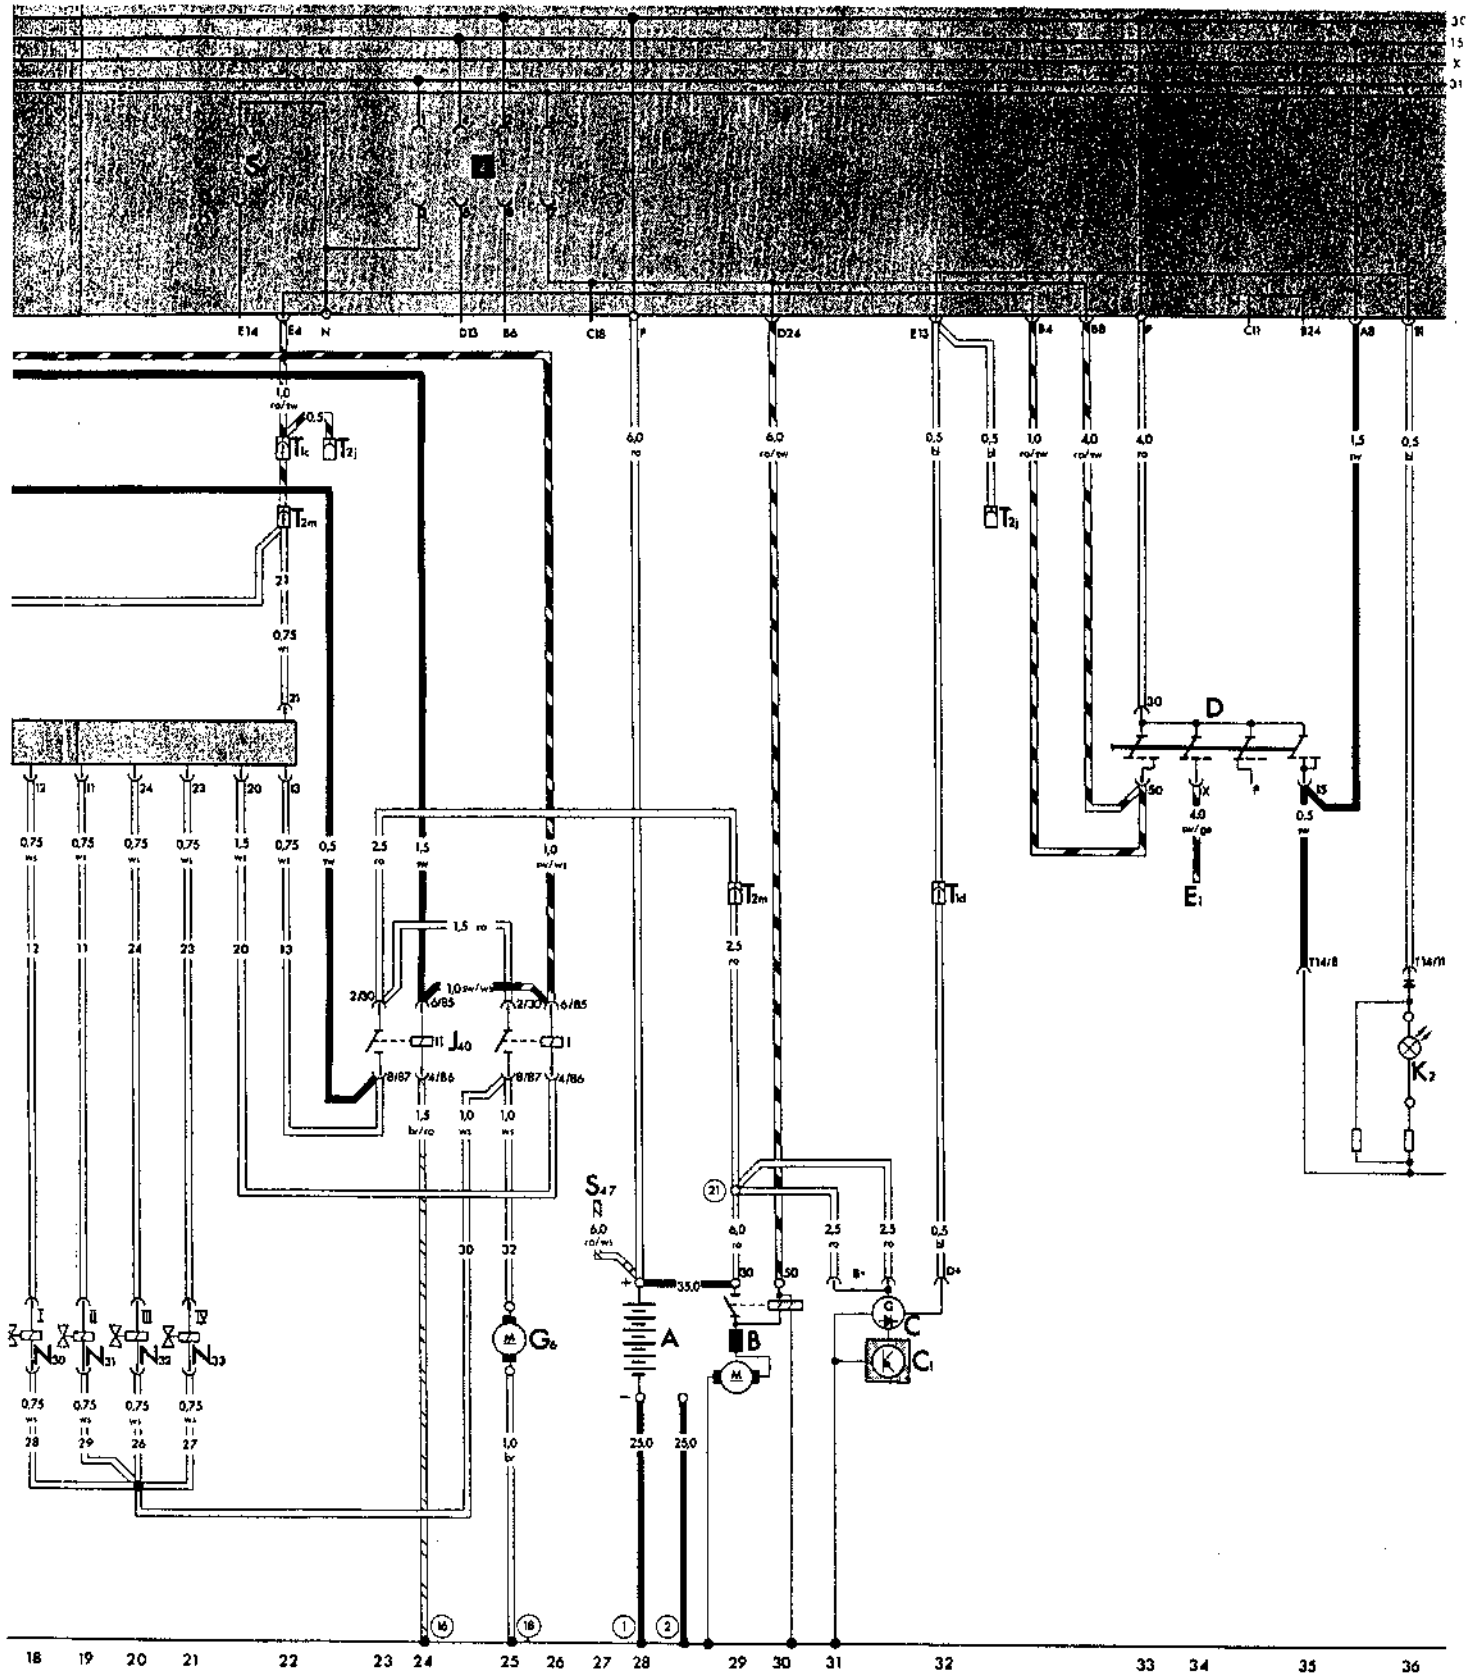 30
15
X
31
S
E14
E4
N
D13
B6
C18
P
D24
E13
B4
B8
P
C11
B24
A8
1,0
ro/sw
0,5
T1c
T2j
T2m
21
0,75
ws
21
6,0
ro
6,0
ro/sw
0,5
bl
0,5
bl
T2j
1,0
ro/sw
4,0
ro/sw
4,0
ro
1,5
sw
0,5
bl
30
D
50
X
P
15
4,0
sw/ge
E1
0,5
sw
12
11
24
23
20
13
0,75
ws
0,75
ws
0,75
ws
0,75
ws
1,5
ws
0,75
ws
0,5
sw
2,5
ro
1,5
sw
1,0
sw/ws
T2m
T1d
12
11
24
23
20
13
1,5 ro
2,5
ro
T14/8
T14/11
1,0 sw/ws
2/30
6/85
2/30
6/85
II
J40
I
K2
8/87
4/86
8/87
4/86
1,5
br/ro
1,0
ws
1,0
ws
S47
6,0
ro/ws
21
6,0
ro
2,5
ro
2,5
ro
0,5
bl
30
32
+
35,0
30
50
B+
D+
I
II
III
IV
G
C
N30
N31
N32
N33
M
G6
A
B
M
C1
−
0,75
ws
0,75
ws
0,75
ws
0,75
ws
28
29
26
27
1,0
br
25,0
25,0
16
18
1
2
18 19 20 21 22 23 24 25 26 27 28 29 30 31 32 33 34 35 36